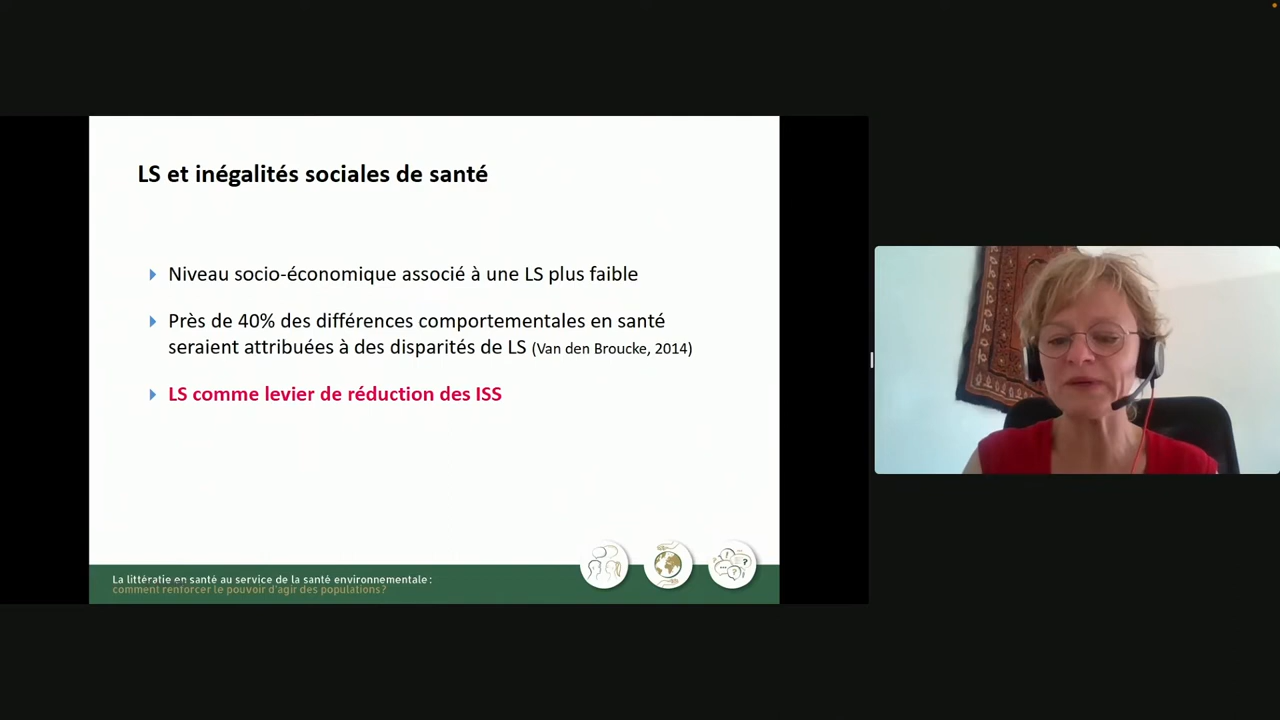 LS et inégalités sociales de santé
Niveau socio-économique associé à une LS plus faible
Près de 40% des différences comportementales en santé
seraient attribuées à des disparités de LS (Van den Broucke, 2014)
LS comme levier de réduction des ISS
La littératie en santé au service de la santé environnementale :
comment renforcer le pouvoir d'agir des populations?